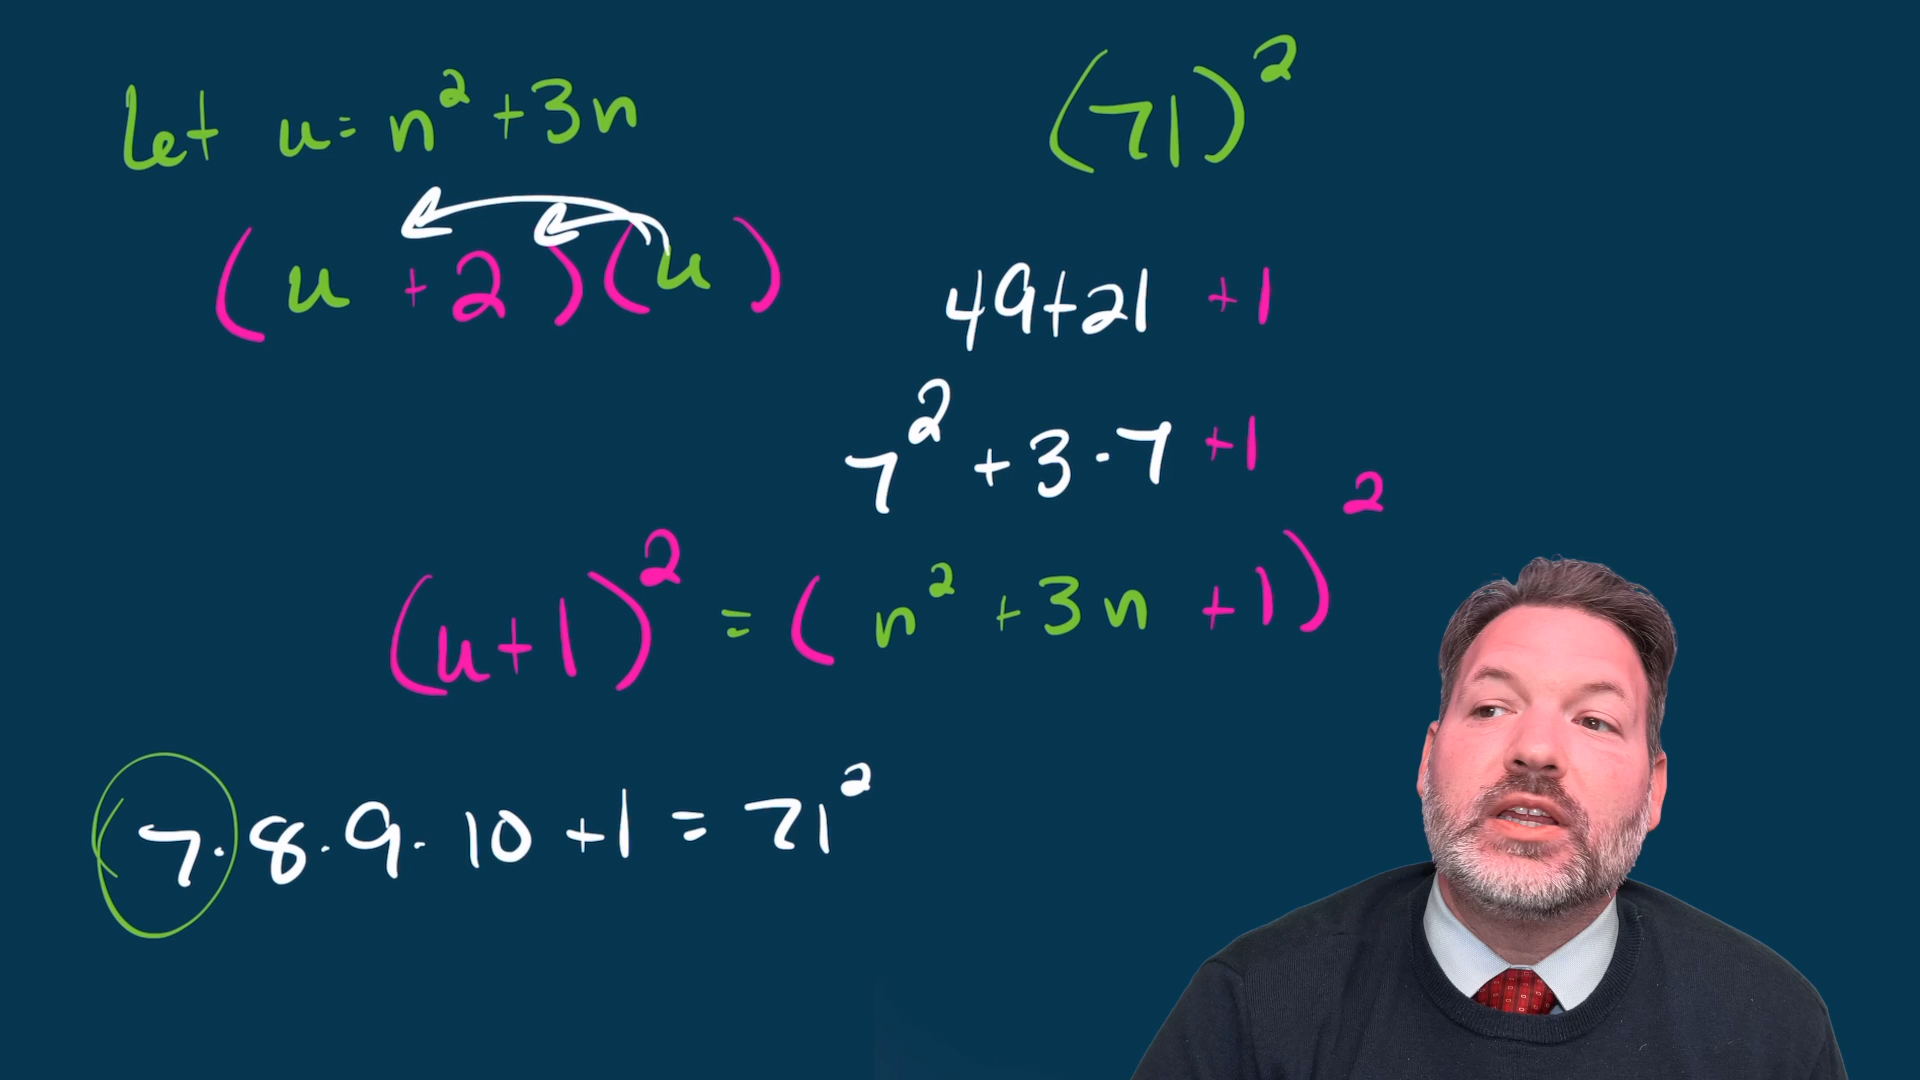 Let u = n² + 3n
(u + 2)(u)
(71)²
49 + 21 + 1
7² + 3 · 7 + 1
(u + 1)² = (n² + 3n + 1)²
7 · 8 · 9 · 10 + 1 = 71²